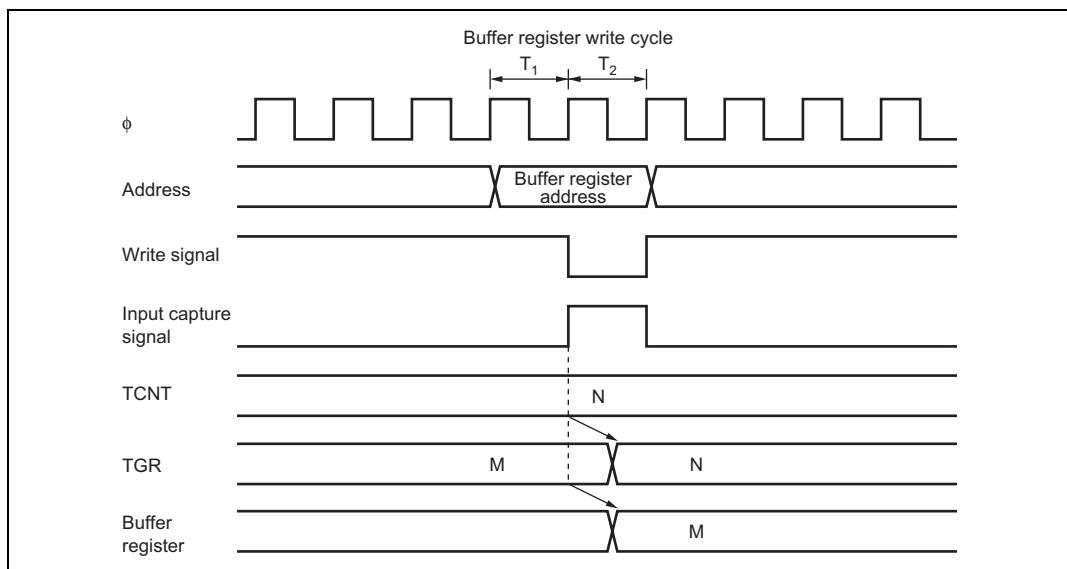 Buffer register write cycle
T1 T2
ϕ
Address
Buffer register
address
Write signal
Input capture
signal
TCNT
N
TGR
M
N
Buffer
register
M